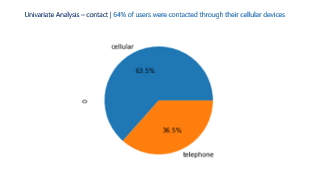 Univariate Analysis – contact | 64% of users were contacted through their cellular devices
cellular
63.5%
0
36.5%
telephone